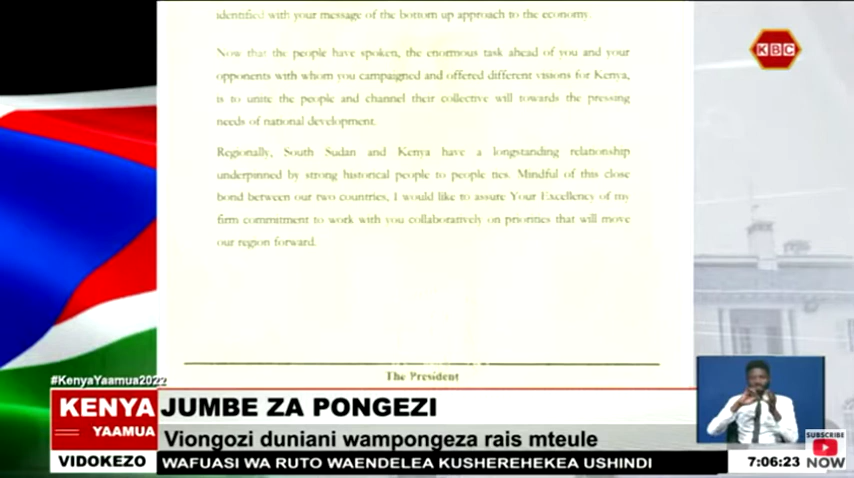 identified with your message of the bottom up approach to the economy.
Now that the people have spoken, the enormous task ahead of you and your
opponents with whom you campaigned and offered different visions for Kenya,
is to unite the people and channel their collective will towards the pressing
needs of national development.
Regionally, South Sudan and Kenya have a longstanding relationship
underpinned by strong historical people to people ties. Mindful of this close
bond between our two countries, I would like to assure Your Excellency of my
firm commitment to work with you collaboratively on priorities that will move
our region forward.
The President
KBC
#KenyaYaamua2022
KENYA
YAAMUA
JUMBE ZA PONGEZI
Viongozi duniani wampongeza rais mteule
VIDOKEZO
WAFUASI WA RUTO WAENDELEA KUSHEREHEKEA USHINDI
7:06:23
SUBSCRIBE
NOW